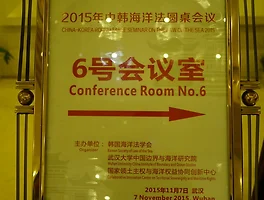 2015年中韩海洋法圆桌会议
CHINA-KOREA
6号会议室
Conference Room No.6
主办单位：韩国海洋法学会
武汉大学中国边界与海洋研究院
国家领土主权与海洋权益协同创新中心
2015年11月7日 武汉
7 November 2015, Wuhan